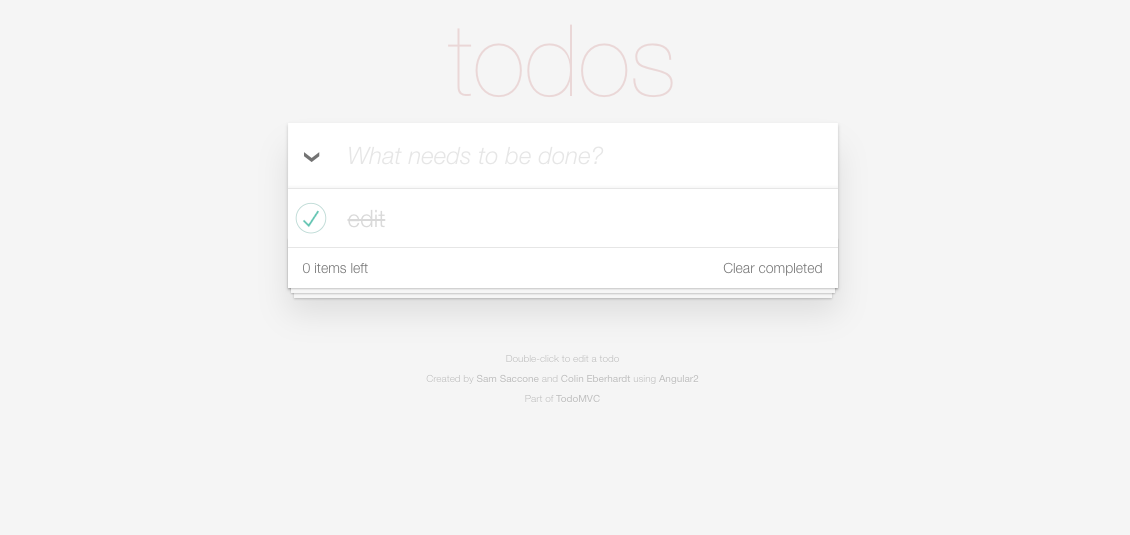 todos
What needs to be done?
edit
0 items left
Clear completed
Double-click to edit a todo
Created by Sam Saccone and Colin Eberhardt using Angular2
Part of TodoMVC